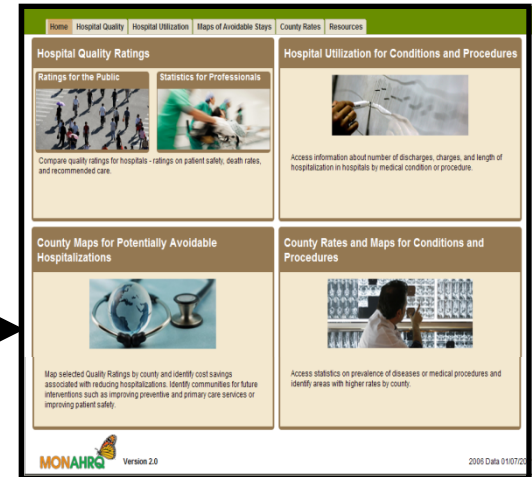 Home Hospital Quality Hospital Utilization Maps of Avoidable Stays County Rates Resources
Hospital Quality Ratings
Ratings for the Public
Statistics for Professionals
Compare quality ratings for hospitals - ratings on patient safety, death rates,
and recommended care.
Hospital Utilization for Conditions and Procedures
Access information about number of discharges, charges, and length of
hospitalization in hospitals by medical condition or procedure.
County Maps for Potentially Avoidable
Hospitalizations
Map selected Quality Ratings by county and identify cost savings
associated with reducing hospitalizations. Identify communities for future
interventions such as improving preventive and primary care services or
improving patient safety.
County Rates and Maps for Conditions and
Procedures
Access statistics on prevalence of diseases or medical procedures and
identify areas with higher rates by county.
MONAHRQ Version 2.0
2006 Data 01/07/20